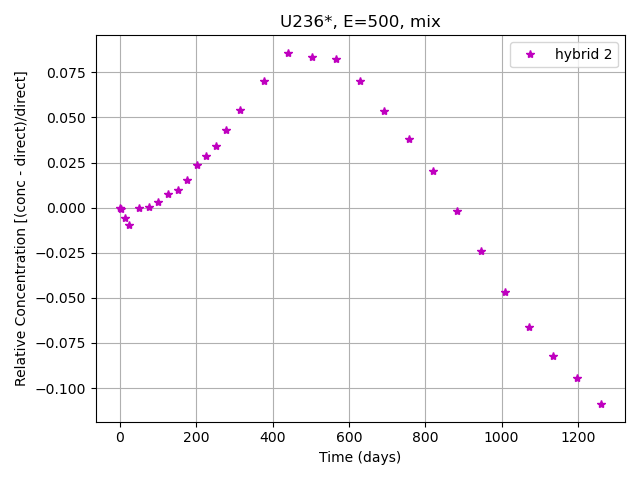 U236*, E=500, mix
hybrid 2
Relative Concentration [(conc - direct)/direct]
0.075
0.050
0.025
0.000
−0.025
−0.050
−0.075
−0.100
0 200 400 600 800 1000 1200
Time (days)